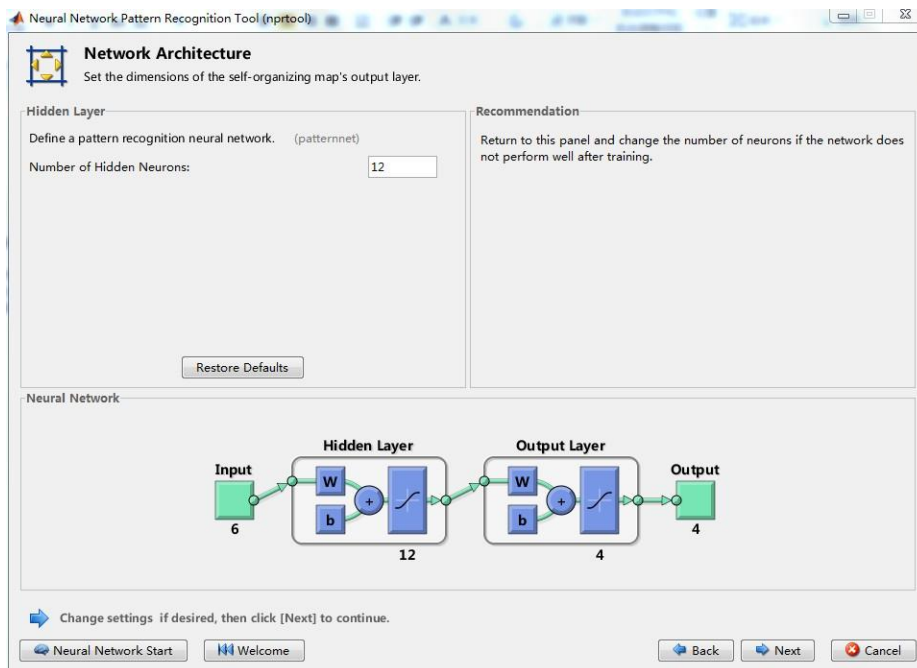 Neural Network Pattern Recognition Tool (nprtool)
Network Architecture
Set the dimensions of the self-organizing map's output layer.
Hidden Layer
Define a pattern recognition neural network. (patternnet)
Number of Hidden Neurons: 12
Restore Defaults
Recommendation
Return to this panel and change the number of neurons if the network does
not perform well after training.
Neural Network
Hidden Layer
Output Layer
Input
Output
W
+
b
W
+
b
6
12
4
4
Change settings if desired, then click [Next] to continue.
Neural Network Start
Welcome
Back
Next
Cancel